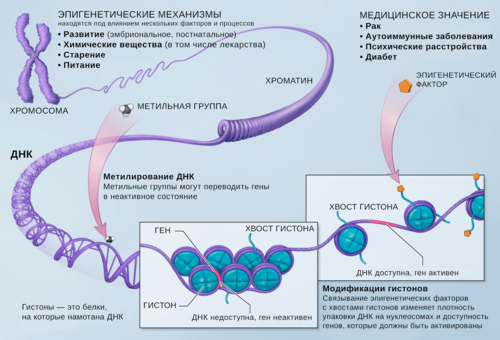 ЭПИГЕНЕТИЧЕСКИЕ МЕХАНИЗМЫ
находятся под влиянием нескольких факторов и процессов
• Развитие (эмбриональное, постнатальное)
• Химические вещества (в том числе лекарства)
• Старение
• Питание
МЕДИЦИНСКОЕ ЗНАЧЕНИЕ
• Рак
• Аутоиммунные заболевания
• Психические расстройства
• Диабет
ХРОМОСОМА
МЕТИЛЬНАЯ ГРУППА
ХРОМАТИН
ЭПИГЕНЕТИЧЕСКИЙ
ФАКТОР
ДНК
Метилирование ДНК
Метильные группы могут переводить гены
в неактивное состояние
ГЕН
ХВОСТ ГИСТОНА
ХВОСТ ГИСТОНА
ДНК доступна, ген активен
ГИСТОН
ДНК недоступна, ген неактивен
Гистоны — это белки,
на которые намотана ДНК
Модификации гистонов
Связывание эпигенетических факторов
с хвостами гистонов изменяет плотность
упаковки ДНК на нуклеосомах и доступность
генов, которые должны быть активированы